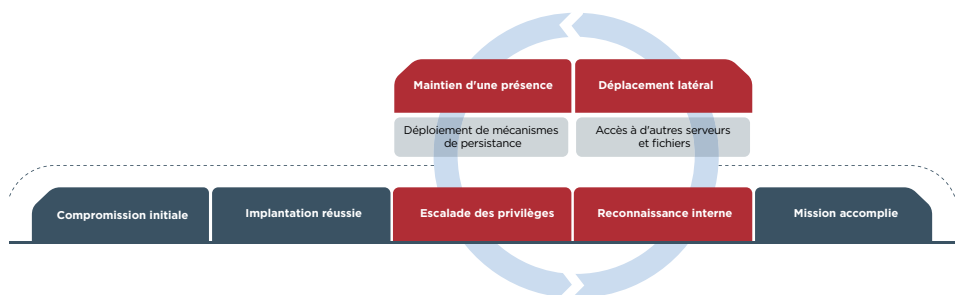 Maintien d'une présence
Déplacement latéral
Déploiement de mécanismes
de persistance
Accès à d'autres serveurs
et fichiers
Compromission initiale
Implantation réussie
Escalade des privilèges
Reconnaissance interne
Mission accomplie